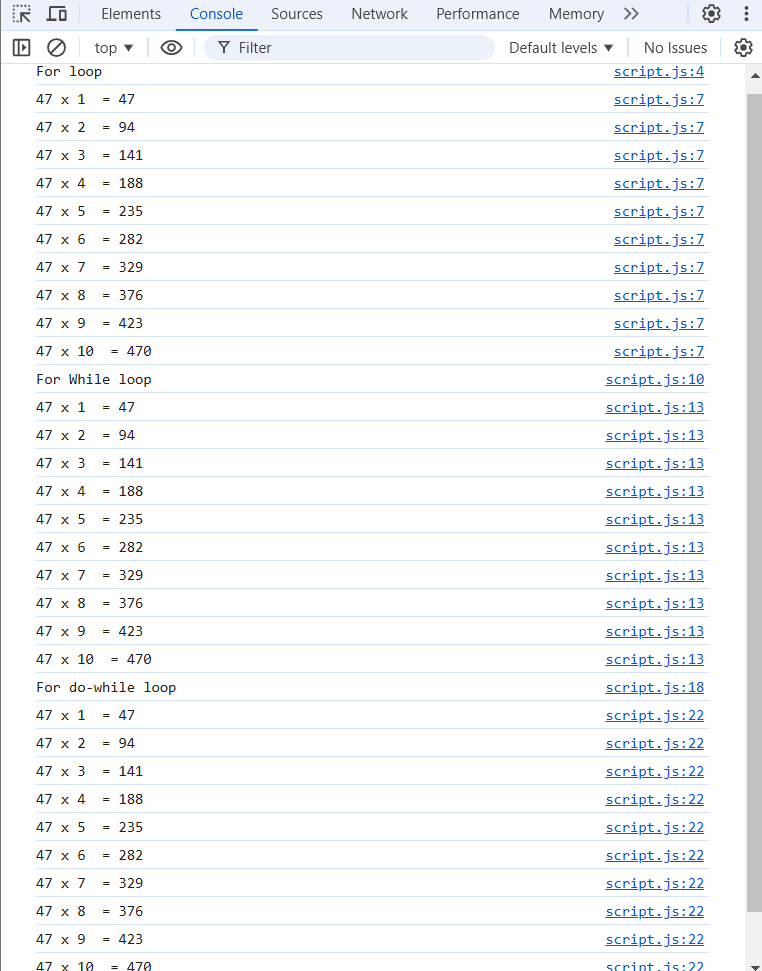 Elements Console Sources Network Performance Memory
top Filter Default levels No Issues
For loop script.js:4
47 x 1  = 47 script.js:7
47 x 2  = 94 script.js:7
47 x 3  = 141 script.js:7
47 x 4  = 188 script.js:7
47 x 5  = 235 script.js:7
47 x 6  = 282 script.js:7
47 x 7  = 329 script.js:7
47 x 8  = 376 script.js:7
47 x 9  = 423 script.js:7
47 x 10  = 470 script.js:7
For While loop script.js:10
47 x 1  = 47 script.js:13
47 x 2  = 94 script.js:13
47 x 3  = 141 script.js:13
47 x 4  = 188 script.js:13
47 x 5  = 235 script.js:13
47 x 6  = 282 script.js:13
47 x 7  = 329 script.js:13
47 x 8  = 376 script.js:13
47 x 9  = 423 script.js:13
47 x 10  = 470 script.js:13
For do-while loop script.js:18
47 x 1  = 47 script.js:22
47 x 2  = 94 script.js:22
47 x 3  = 141 script.js:22
47 x 4  = 188 script.js:22
47 x 5  = 235 script.js:22
47 x 6  = 282 script.js:22
47 x 7  = 329 script.js:22
47 x 8  = 376 script.js:22
47 x 9  = 423 script.js:22
47 x 10  = 470 script.js:22